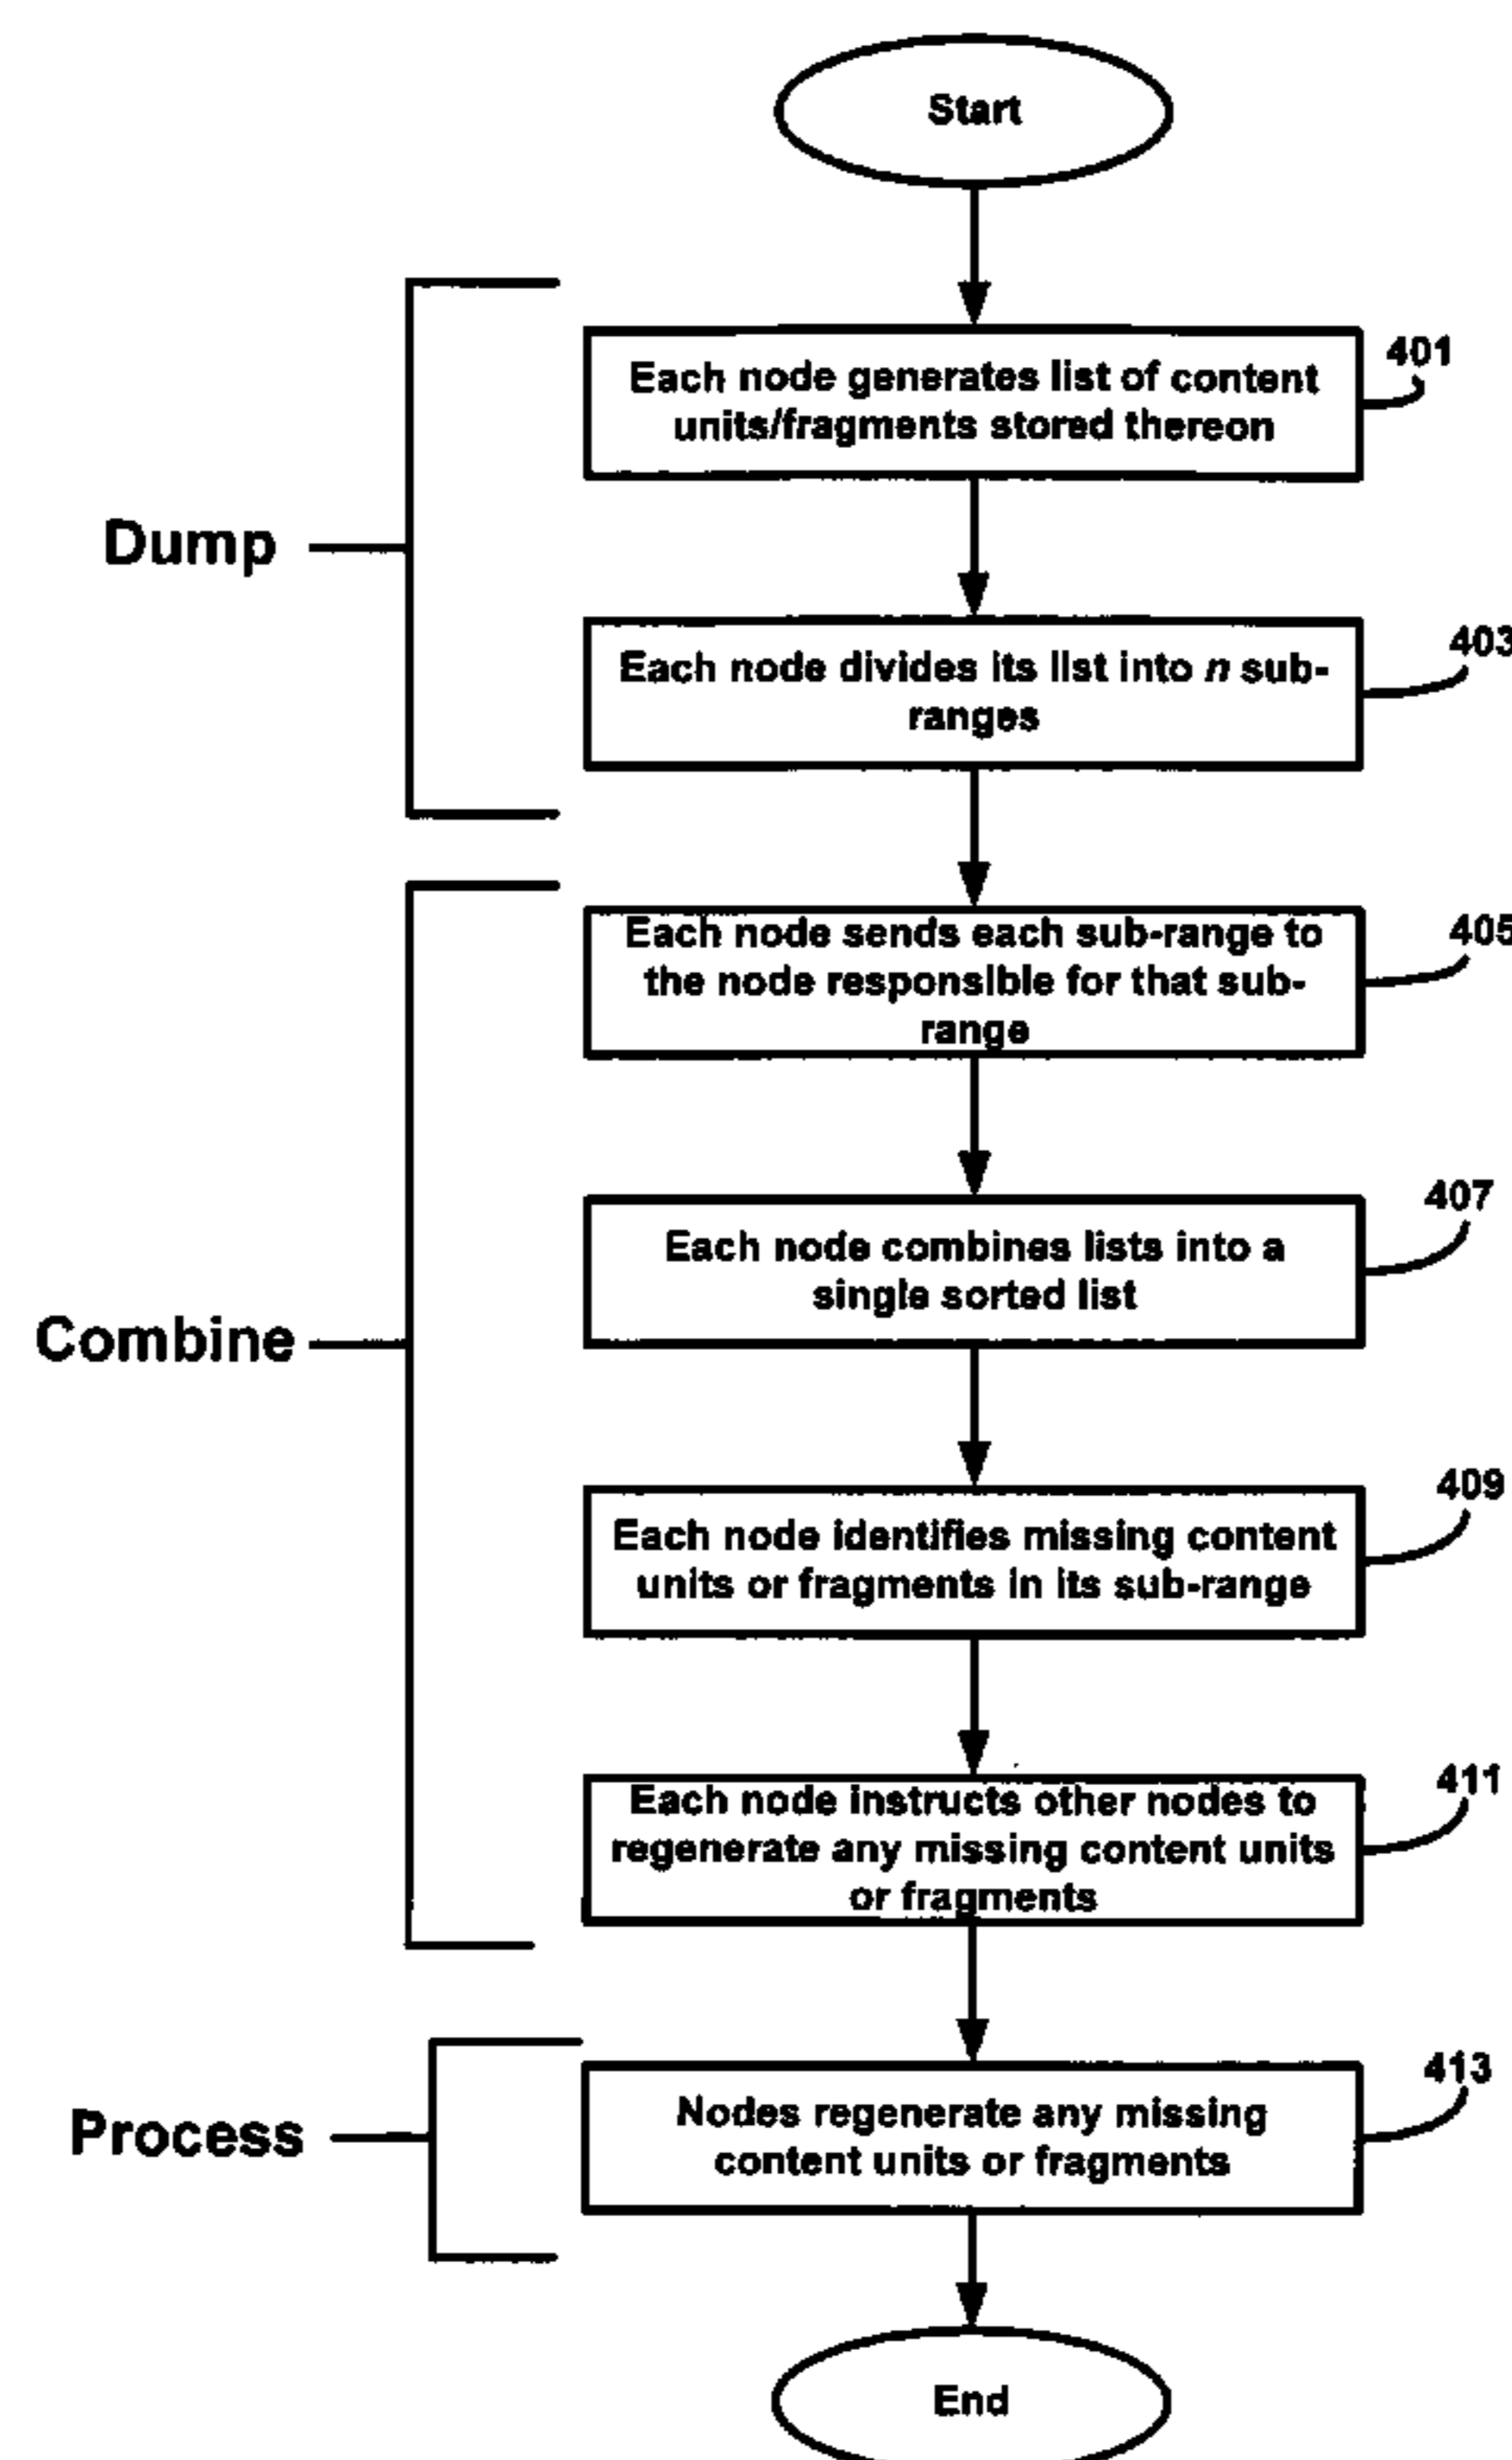 Start
Each node generates list of content
units/fragments stored thereon
401
Dump
Each node divides its list into n sub-
ranges
403
Each node sends each sub-range to
the node responsible for that sub-
range
405
Each node combines lists into a
single sorted list
407
Combine
Each node identifies missing content
units or fragments in its sub-range
409
Each node instructs other nodes to
regenerate any missing content units
or fragments
411
Process
Nodes regenerate any missing
content units or fragments
413
End